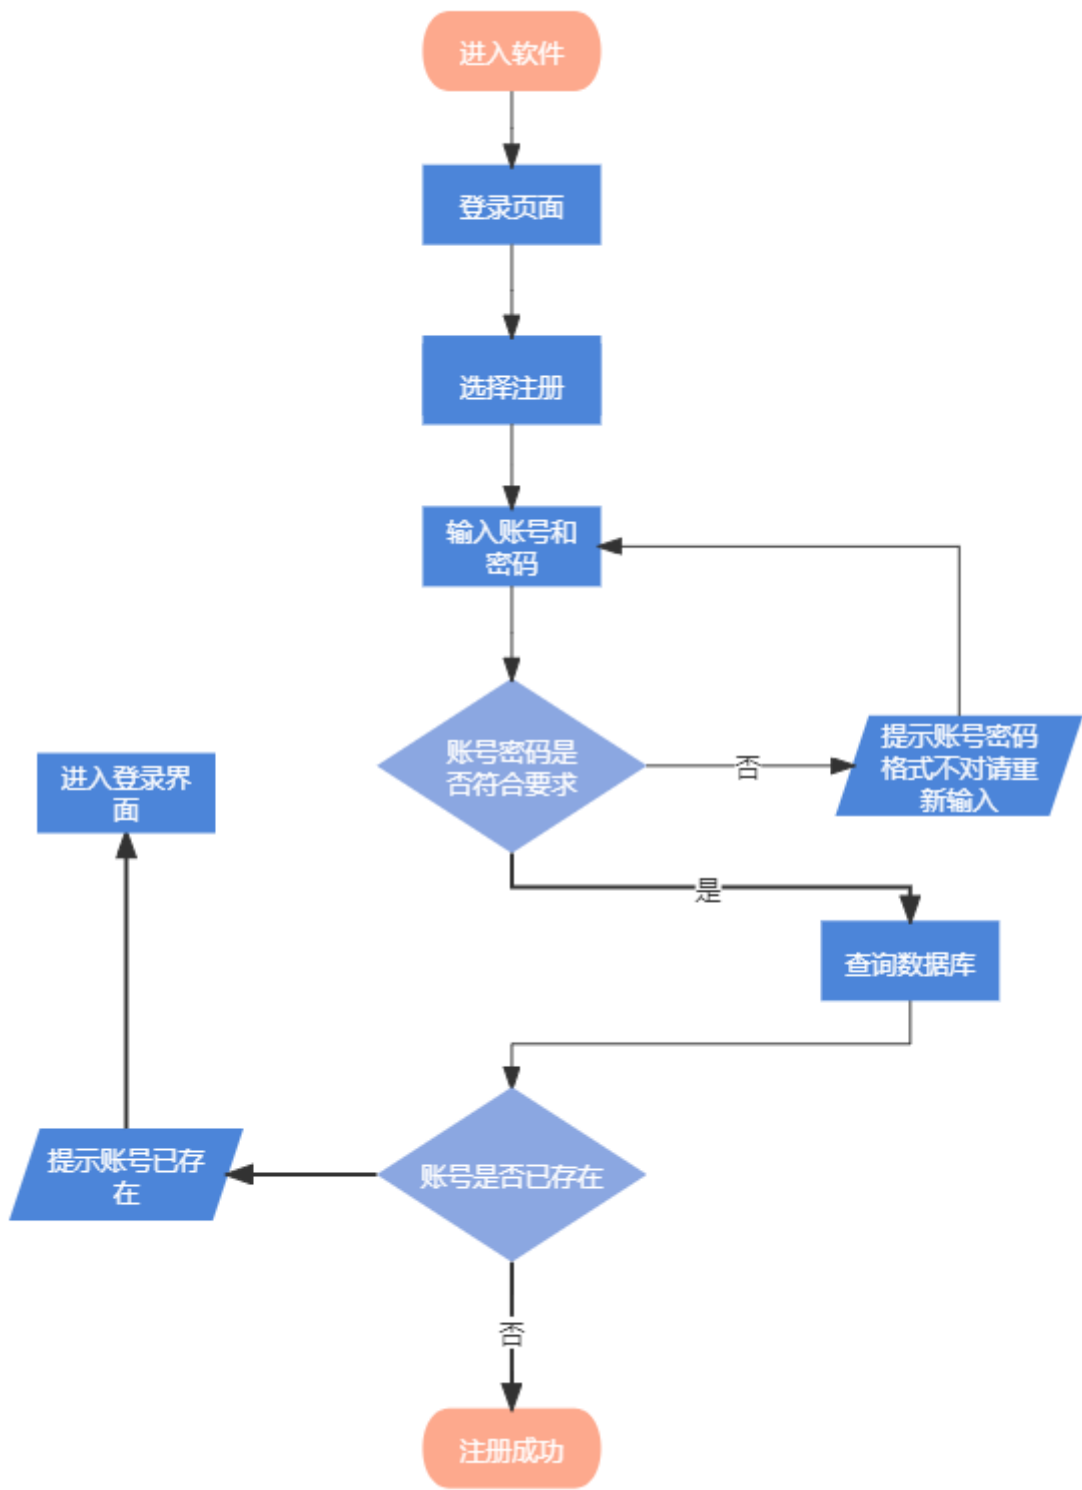 进入软件
登录页面
选择注册
输入账号和
密码
账号密码是
否符合要求
否
提示账号密码
格式不对请重
新输入
进入登录界
面
是
查询数据库
提示账号已存
在
账号是否已存在
否
注册成功